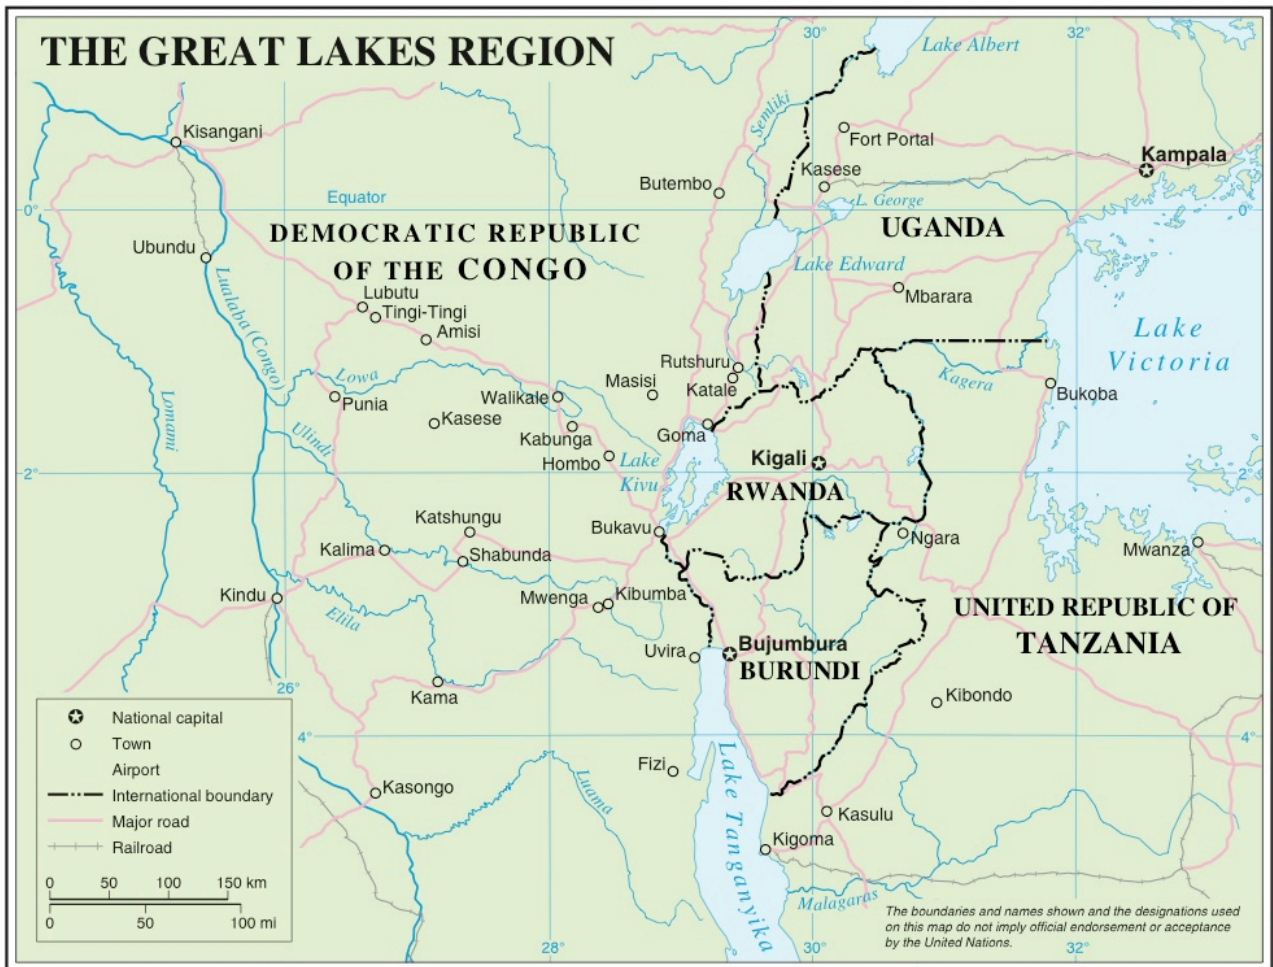 THE GREAT LAKES REGION
30°
32°
Lake Albert
Semliki
Kisangani
Fort Portal
Kampala
Kasese
Butembo
Equator
L. George
0°
0°
UGANDA
DEMOCRATIC REPUBLIC
OF THE CONGO
Ubundu
Lake Edward
Lualaba (Congo)
Mbarara
Lubutu
Tingi-Tingi
Amisi
Lake
Victoria
Rutshuru
Lowa
Masisi
Katale
Kagera
Bukoba
Walikale
Punia
Lomami
Kasese
Kabunga
Goma
Ulindi
Hombo
Lake
Kivu
Kigali
2°
2°
RWANDA
Katshungu
Bukavu
Ngara
Kalima
Shabunda
Mwanza
Kindu
Mwenga
Kibumba
Elila
UNITED REPUBLIC OF
TANZANIA
Uvira
Bujumbura
BURUNDI
26°
Kama
Kibondo
National capital
Town
Airport
International boundary
Major road
Railroad
0 50 100 150 km
0 50 100 mi
4°
4°
Fizi
Lake Tanganyika
Luama
Kasongo
Kasulu
Kigoma
Malagaras
28°
30°
32°
The boundaries and names shown and the designations used
on this map do not imply official endorsement or acceptance
by the United Nations.